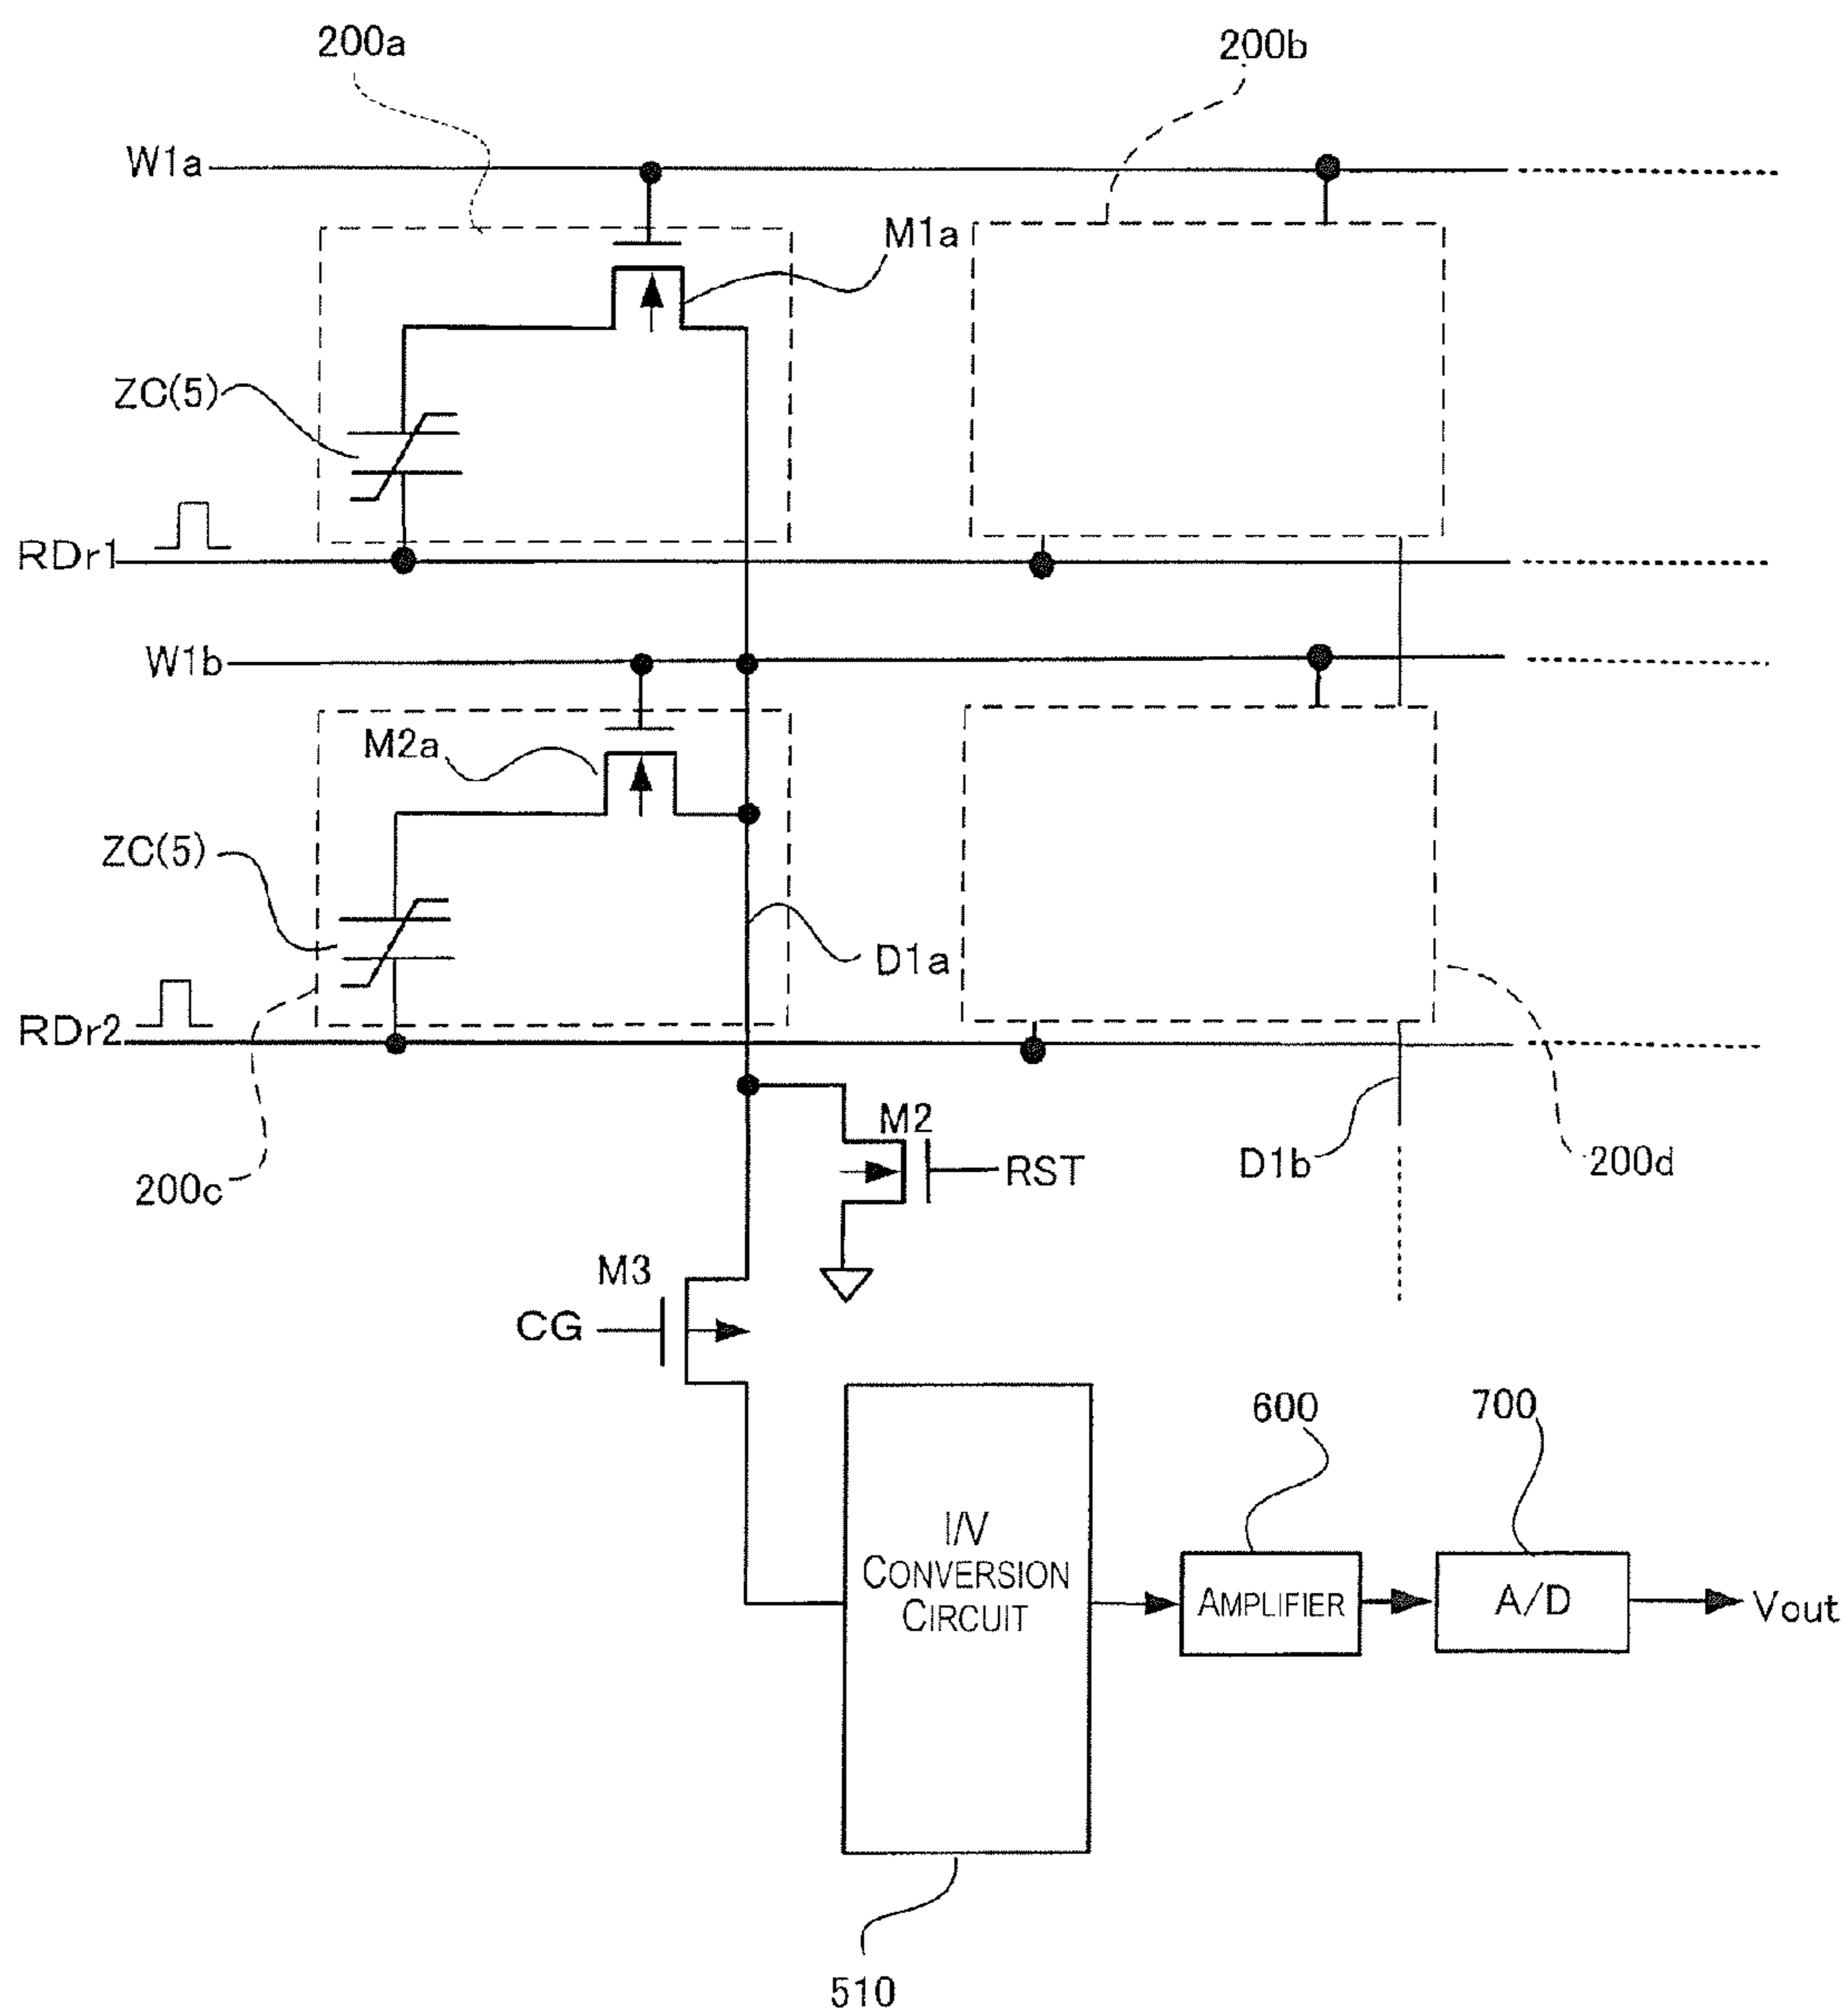 200a
200b
W1a
M1a
ZC(5)
RDr1
W1b
M2a
ZC(5)
D1a
RDr2
M2
RST
D1b
200d
200c
M3
CG
600
700
I/V
CONVERSION
CIRCUIT
AMPLIFIER
A/D
Vout
510